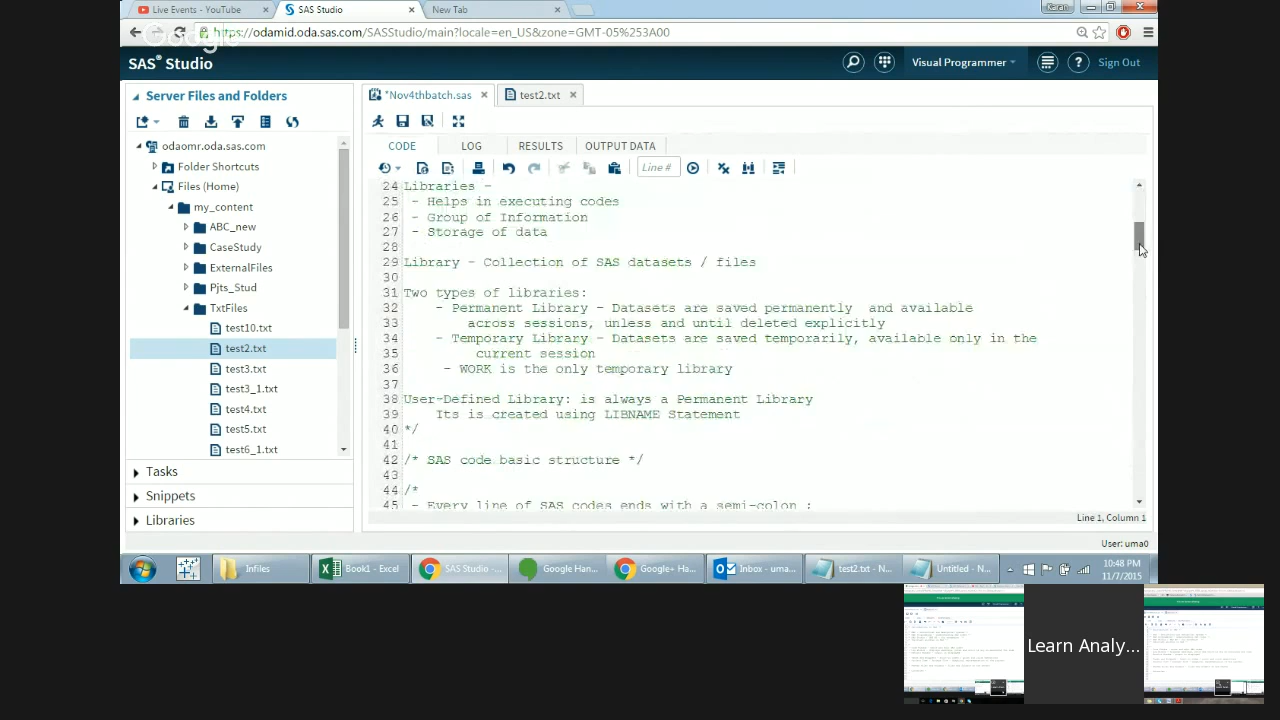 Live Events - YouTube
SAS Studio
New Tab
Karan
Google
https://odamid.oda.sas.com/SASStudio
locale=en_US&zone=GMT-05%253A00
SAS® Studio
Visual Programmer
Sign Out
Server Files and Folders
*Nov4thbatch.sas
test2.txt
CODE
LOG
RESULTS
OUTPUT DATA
Line #
odaomr.oda.sas.com
Folder Shortcuts
Files (Home)
my_content
ABC_new
CaseStudy
ExternalFiles
Pjts_Stud
TxtFiles
test10.txt
test2.txt
test3.txt
test3_1.txt
test4.txt
test5.txt
test6_1.txt
Tasks
Snippets
Libraries
24 Libraries -
25 - Helps in executing codes
26 - Group of Information
27 - Storage of data
28
29 Library - Collection of SAS datasets / files
30
31 Two types of libraries:
32 - Permanent Library - Datasets are saved permanently and available
33 across sessions, unless and until deleted explicitly
34 - Temporary Library - Datasets are saved temporarily, available only in the
35 current session
36 - WORK is the only temporary library
37
38 User-Defined Library: is always a Permanent Library
39 Its is created using LIBNAME Statement
40 */
41
42 /* SAS code basic structure */
43
44 /*
45 - Every line of SAS codes ends with a semi-colon ;
Line 1, Column 1
User: uma0
Infiles
Book1 - Excel
SAS Studio -...
Google Han...
Google+ Ha...
Inbox - uma...
test2.txt - N...
Untitled - N...
10:48 PM
11/7/2015
Learn Analy...